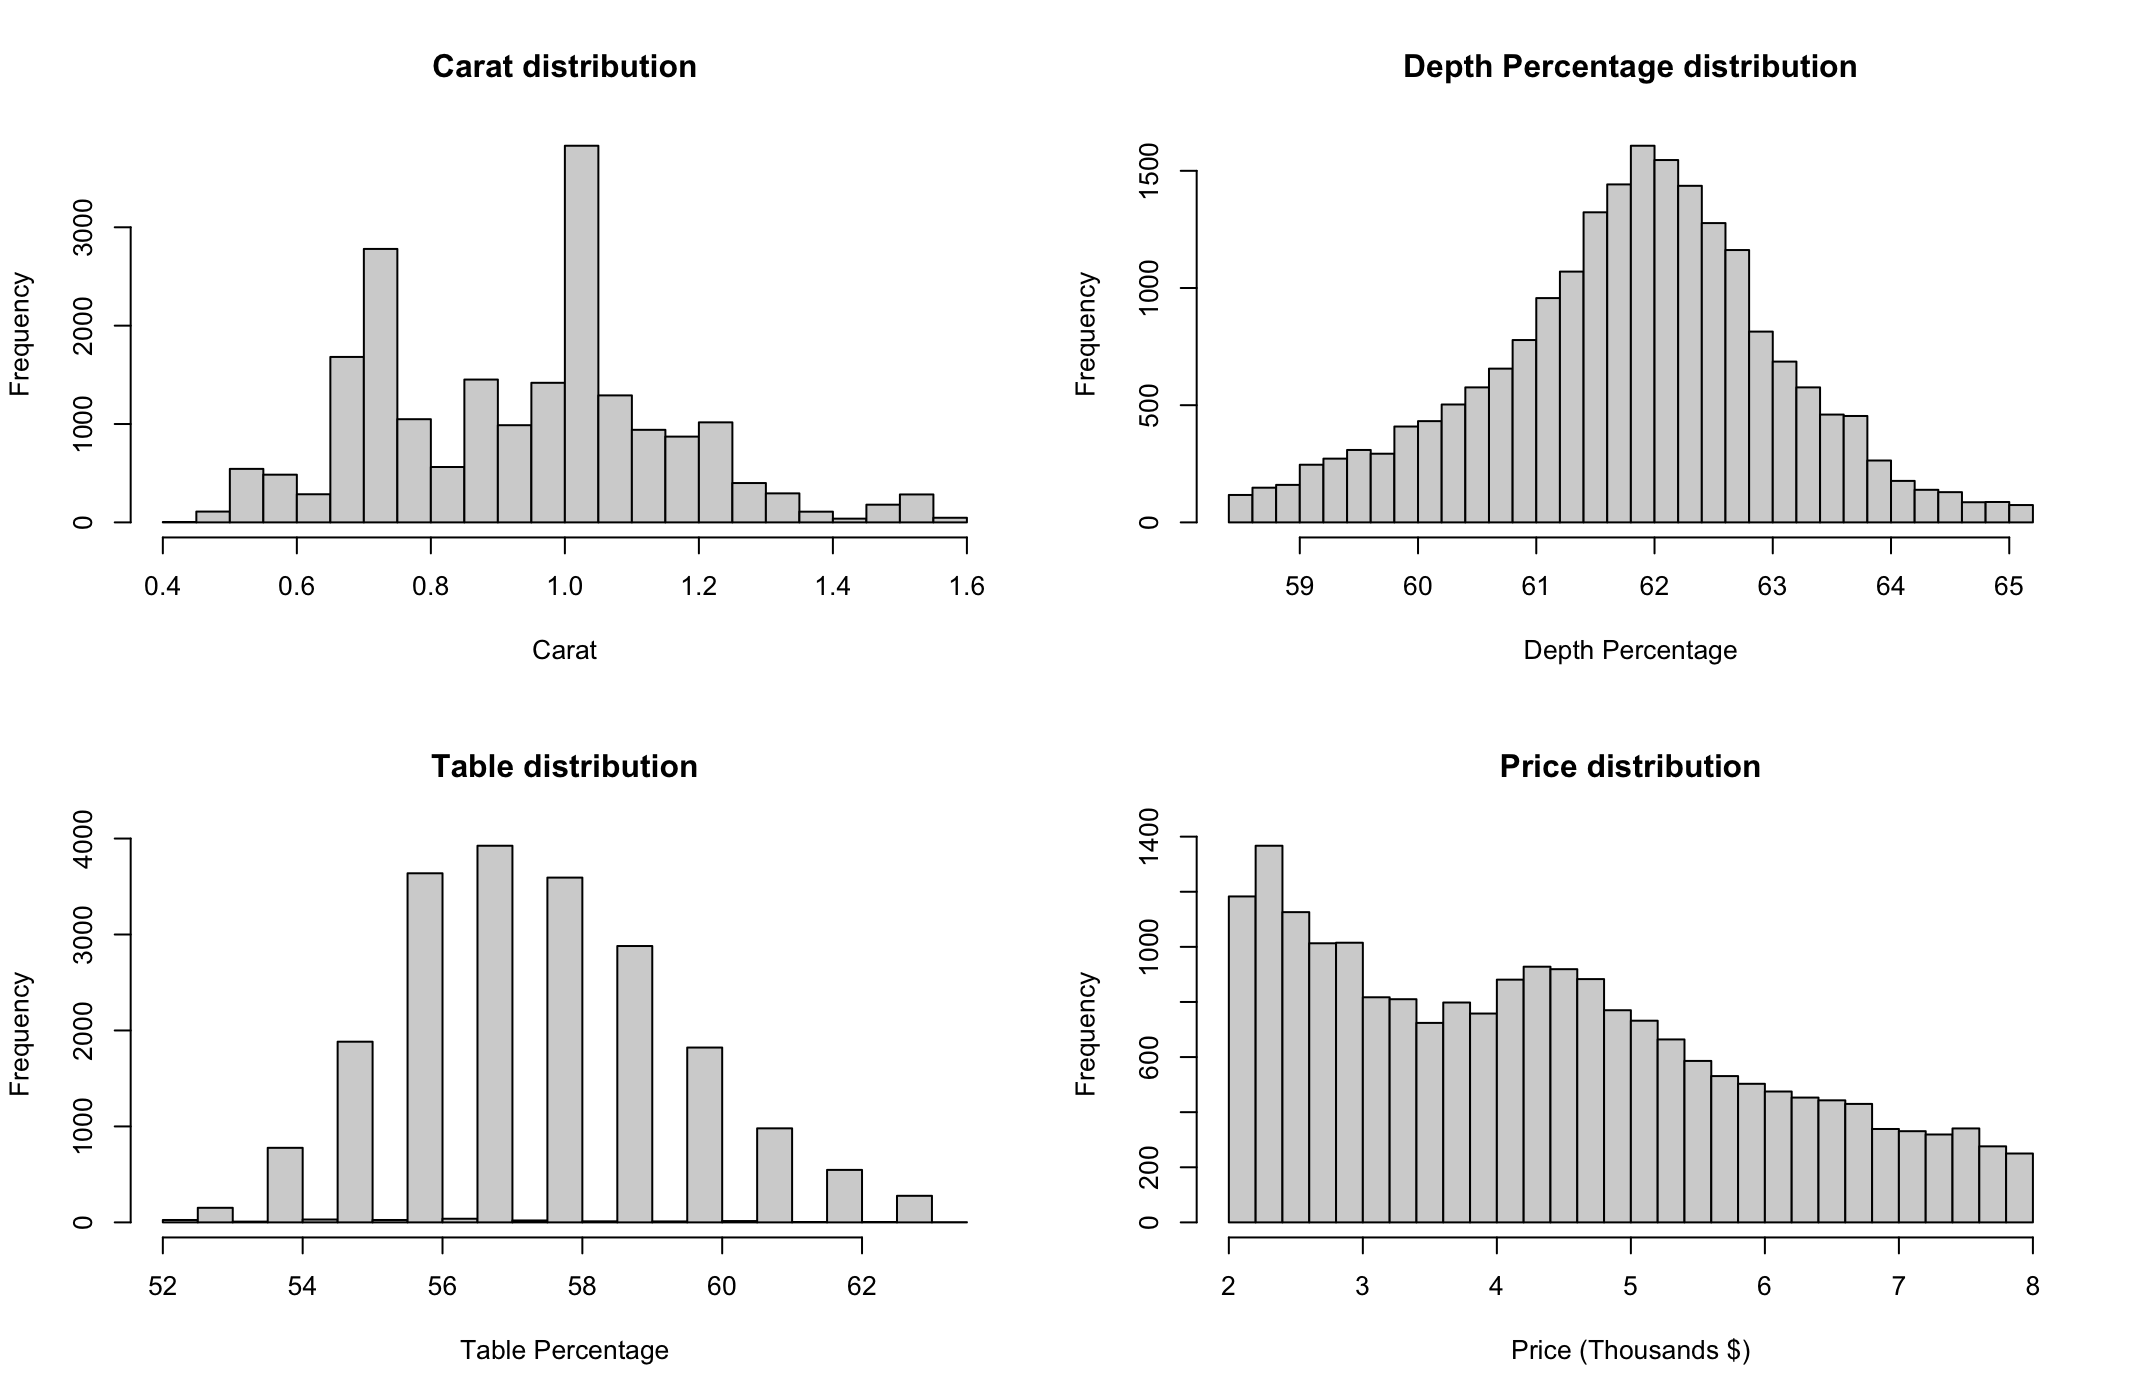 Carat distribution
Frequency
0 1000 2000 3000
0.4 0.6 0.8 1.0 1.2 1.4 1.6
Carat
Depth Percentage distribution
Frequency
0 500 1000 1500
59 60 61 62 63 64 65
Depth Percentage
Table distribution
Frequency
0 1000 2000 3000 4000
52 54 56 58 60 62
Table Percentage
Price distribution
Frequency
0 200 600 1000 1400
2 3 4 5 6 7 8
Price (Thousands $)